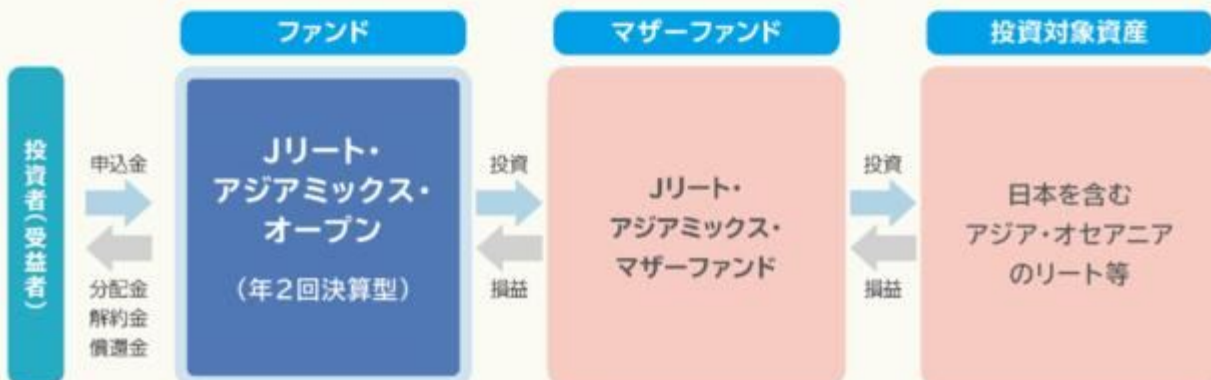 ファンド
マザーファンド
投資対象資産
投資者(受益者)
申込金
分配金
解約金
償還金
Jリート・
アジアミックス・
オープン
(年2回決算型)
投資
損益
Jリート・
アジアミックス・
マザーファンド
投資
損益
日本を含む
アジア・オセアニア
のリート等